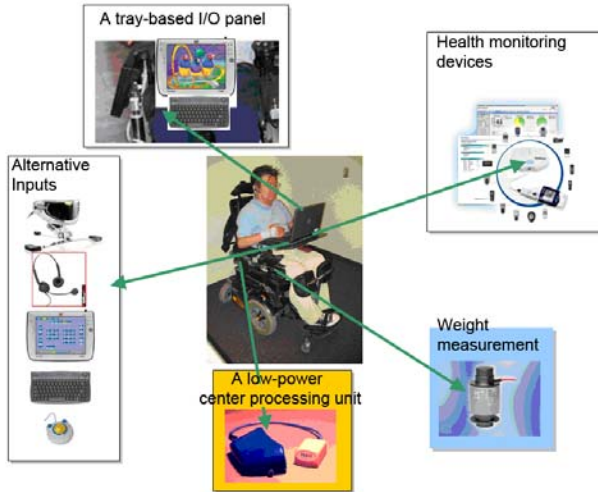 A tray-based I/O panel
Health monitoring
devices
Alternative
Inputs
Weight
measurement
A low-power
center processing unit